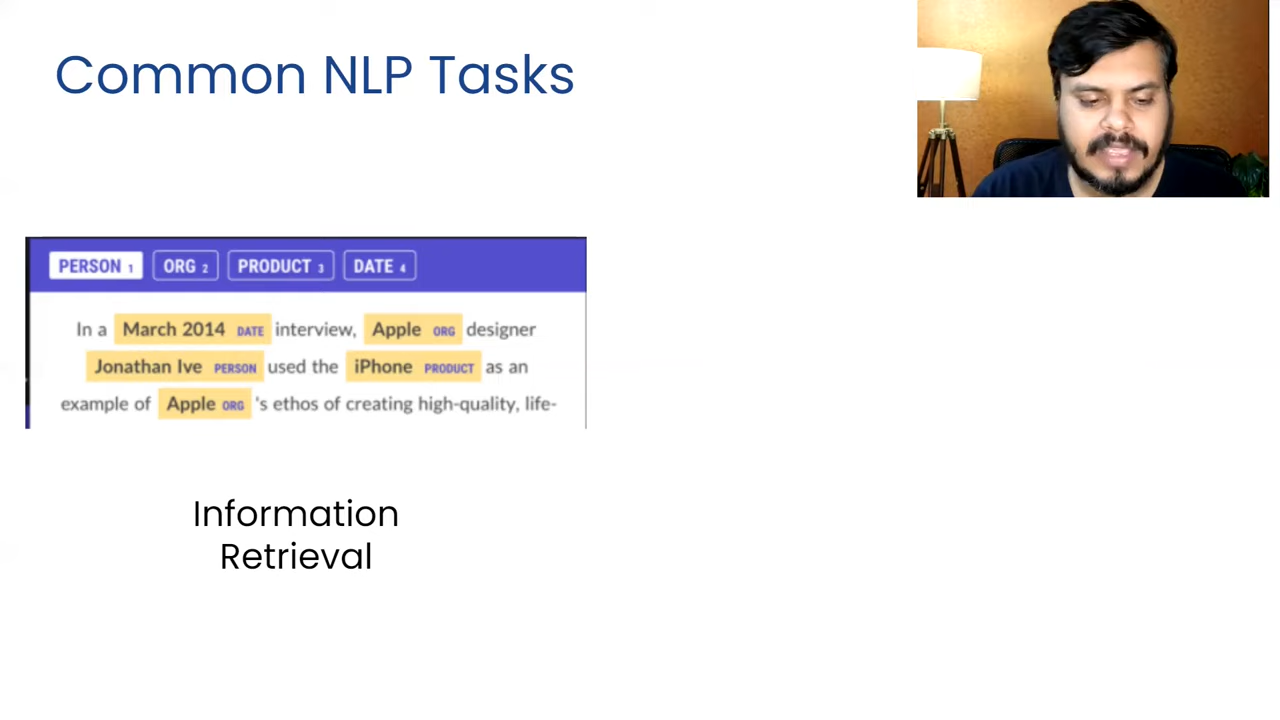 Common NLP Tasks
PERSON 1 ORG 2 PRODUCT 3 DATE 4
In a March 2014 DATE interview, Apple ORG designer
Jonathan Ive PERSON used the iPhone PRODUCT as an
example of Apple ORG 's ethos of creating high-quality, life-
Information
Retrieval